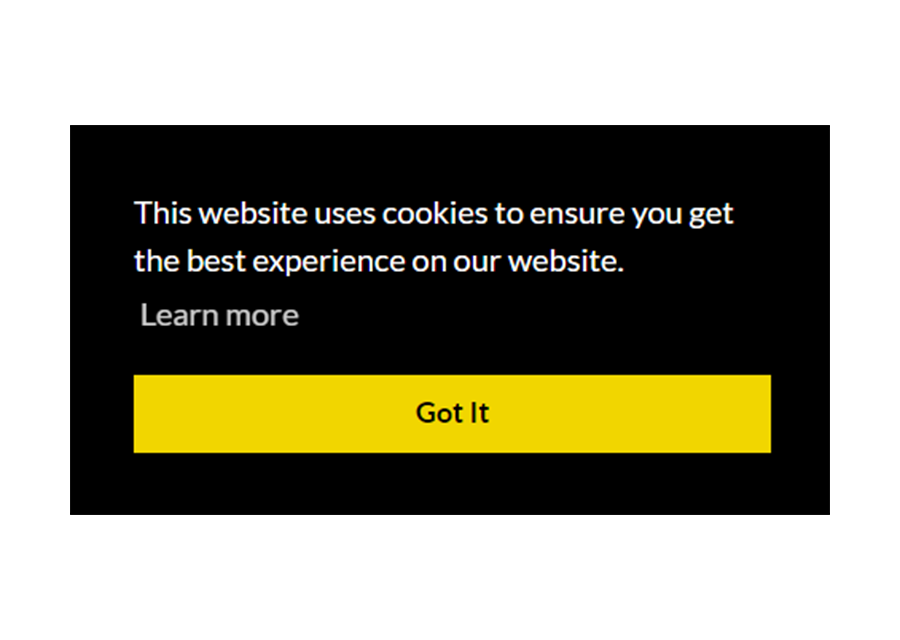 This website uses cookies to ensure you get
the best experience on our website.
Learn more
Got It